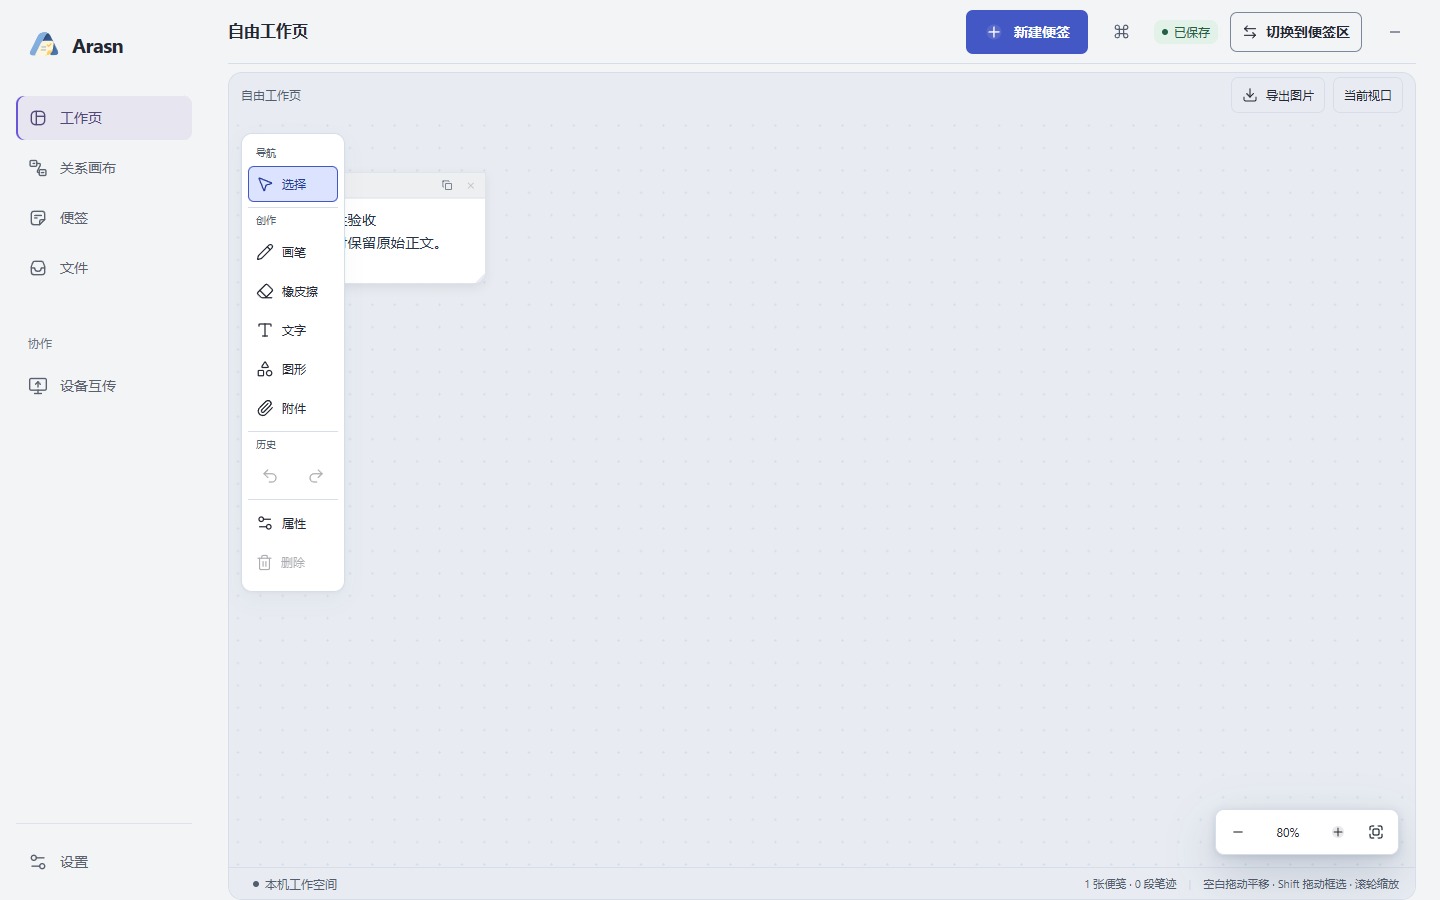 Arasn
工作页
关系画布
便签
文件
协作
设备互传
设置
自由工作页
新建便签
已保存
切换到便签区
自由工作页
导出图片
当前视口
导航
选择
创作
画笔
橡皮擦
文字
图形
附件
历史
属性
删除
验收
保留原始正文。
80%
本机工作空间
1 张便笺 · 0 段笔迹
空白拖动平移 · Shift 拖动框选 · 滚轮缩放